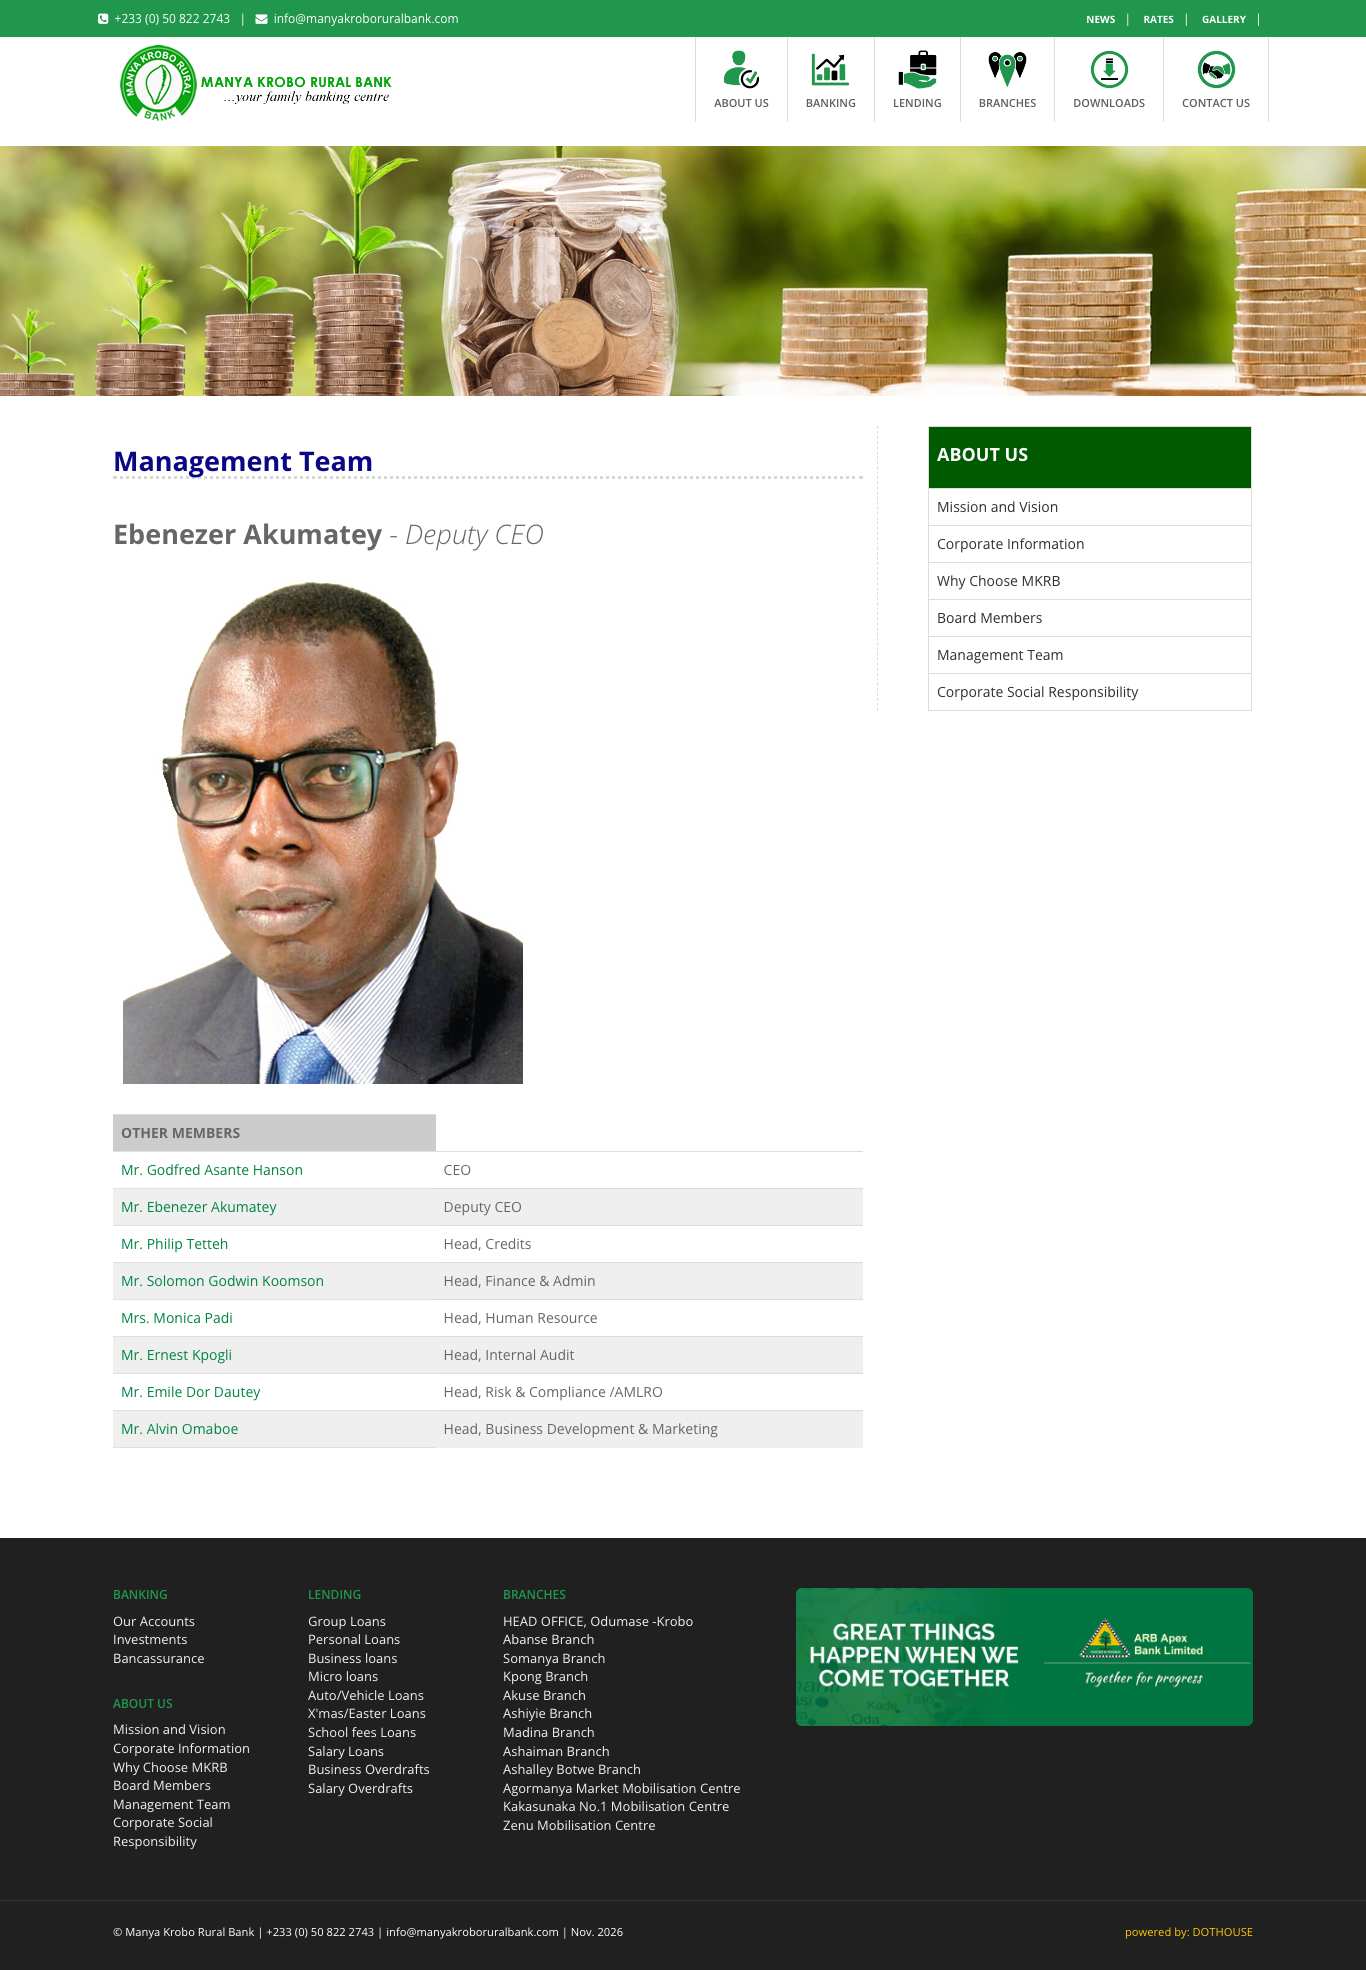 +233 (0) 50 822 2743 | info@manyakroboruralbank.com
NEWS | RATES | GALLERY |
MANYA KROBO RURAL BANK
MANYA KROBO RURAL BANK
...your family banking centre
ABOUT US
BANKING
LENDING
BRANCHES
DOWNLOADS
CONTACT US
Management Team
Ebenezer Akumatey - Deputy CEO
ABOUT US
Mission and Vision
Corporate Information
Why Choose MKRB
Board Members
Management Team
Corporate Social Responsibility
OTHER MEMBERS
Mr. Godfred Asante Hanson CEO
Mr. Ebenezer Akumatey Deputy CEO
Mr. Philip Tetteh Head, Credits
Mr. Solomon Godwin Koomson Head, Finance & Admin
Mrs. Monica Padi Head, Human Resource
Mr. Ernest Kpogli Head, Internal Audit
Mr. Emile Dor Dautey Head, Risk & Compliance /AMLRO
Mr. Alvin Omaboe Head, Business Development & Marketing
BANKING
Our Accounts
Investments
Bancassurance
ABOUT US
Mission and Vision
Corporate Information
Why Choose MKRB
Board Members
Management Team
Corporate Social
Responsibility
LENDING
Group Loans
Personal Loans
Business loans
Micro loans
Auto/Vehicle Loans
X'mas/Easter Loans
School fees Loans
Salary Loans
Business Overdrafts
Salary Overdrafts
BRANCHES
HEAD OFFICE, Odumase -Krobo
Abanse Branch
Somanya Branch
Kpong Branch
Akuse Branch
Ashiyie Branch
Madina Branch
Ashaiman Branch
Ashalley Botwe Branch
Agormanya Market Mobilisation Centre
Kakasunaka No.1 Mobilisation Centre
Zenu Mobilisation Centre
LAKE
GREAT THINGS
HAPPEN WHEN WE
COME TOGETHER
Oda
ARB Apex
Bank Limited
Together for progress
© Manya Krobo Rural Bank | +233 (0) 50 822 2743 | info@manyakroboruralbank.com | Nov. 2026
powered by: DOTHOUSE